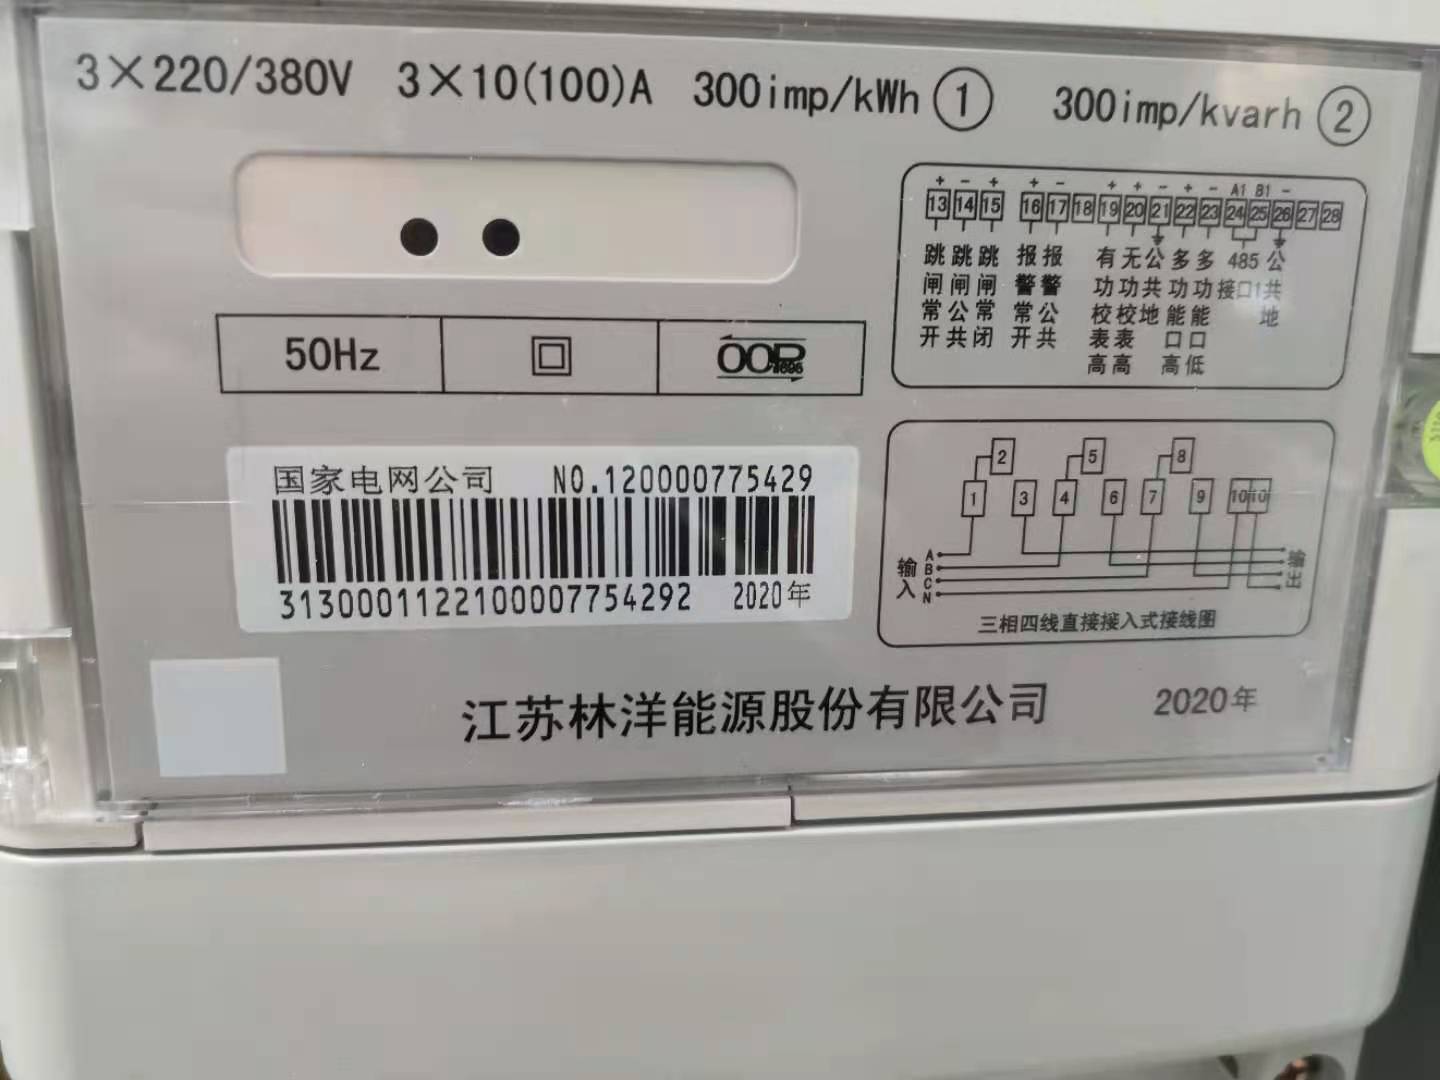 3×220/380V 3×10(100)A 300imp/kWh ① 300imp/kvarh ②
+ - + + - + + - + - A1 B1 -
13 14 15 16 17 18 19 20 21 22 23 24 25 26 27 28
跳闸常开 跳闸公共 跳闸常闭 报警常开 报警公共 有功校表高 无功校表高 公共地 多功能口高 多功能口低 485接口1 公共地
50Hz
国家电网公司 NO.120000775429
3130001122100007754292 2020年
2 5 8
1 3 4 6 7 9 10 10
输入 A B C N 输出
三相四线直接接入式接线图
江苏林洋能源股份有限公司 2020年